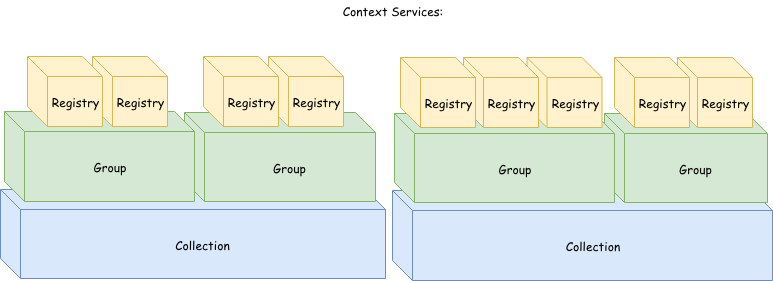 Context Services:
Registry Registry Registry Registry Registry Registry Registry Registry Registry
Group Group Group Group
Collection Collection